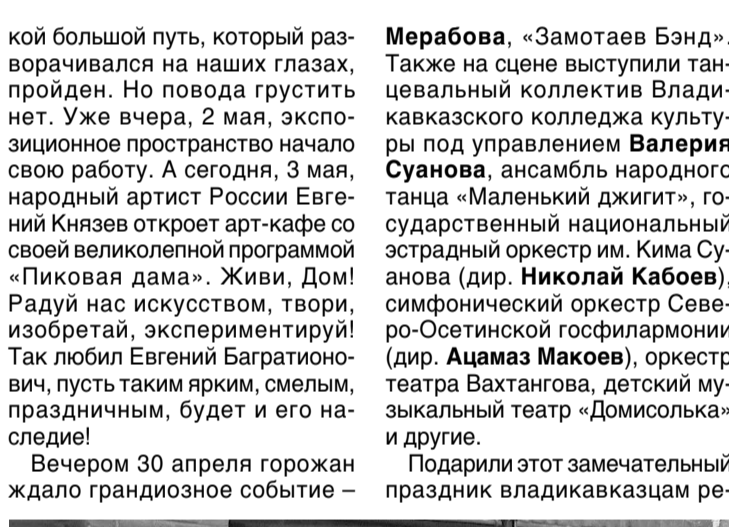 кой большой путь, который раз-
ворачивался на наших глазах,
пройден. Но повода грустить
нет. Уже вчера, 2 мая, экспо-
зиционное пространство начало
свою работу. А сегодня, 3 мая,
народный артист России Евге-
ний Князев откроет арт-кафе со
своей великолепной программой
«Пиковая дама». Живи, Дом!
Радуй нас искусством, твори,
изобретай, экспериментируй!
Так любил Евгений Багратионо-
вич, пусть таким ярким, смелым,
праздничным, будет и его на-
следие!
Вечером 30 апреля горожан
ждало грандиозное событие –
Мерабова, «Замотаев Бэнд».
Также на сцене выступили тан-
цевальный коллектив Влади-
кавказского колледжа культу-
ры под управлением Валерия
Суанова, ансамбль народного
танца «Маленький джигит», го-
сударственный национальный
эстрадный оркестр им. Кима Су-
анова (дир. Николай Кабоев),
симфонический оркестр Севе-
ро-Осетинской госфилармонии
(дир. Ацамаз Макоев), оркестр
театра Вахтангова, детский му-
зыкальный театр «Домисолька»
и другие.
Подарили этот замечательный
праздник владикавказцам ре-